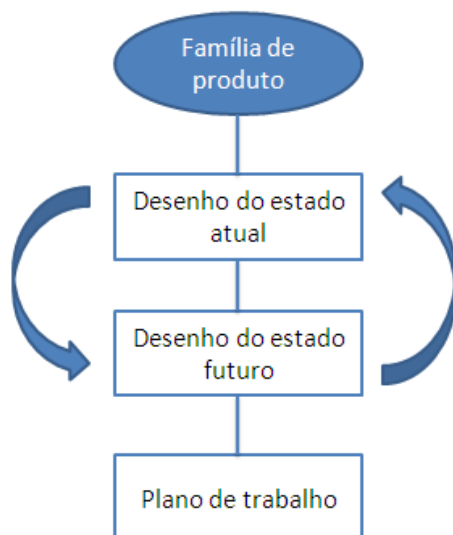 Família de
produto
Desenho do estado
atual
Desenho do estado
futuro
Plano de trabalho